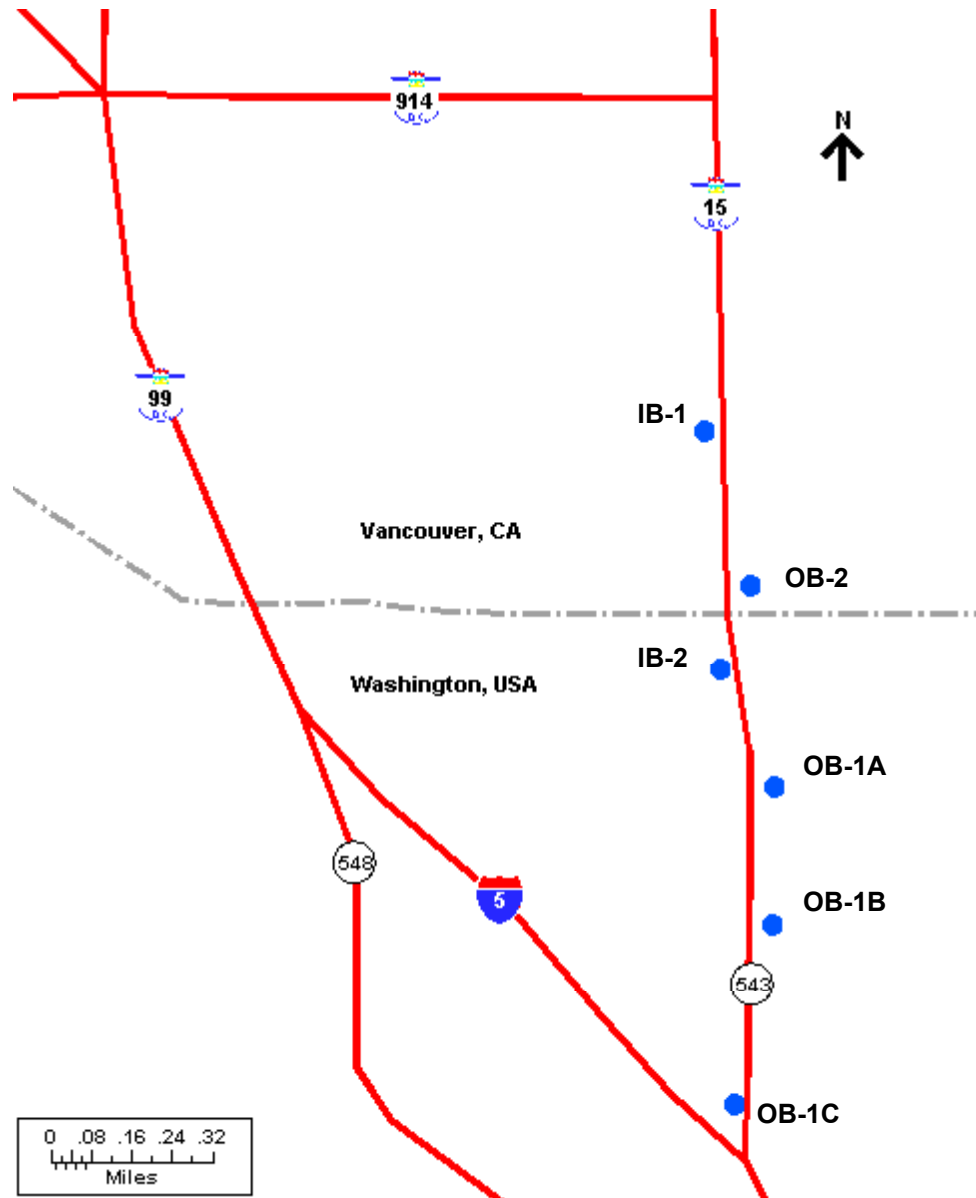 914
N
15
99
IB-1
Vancouver, CA
OB-2
IB-2
Washington, USA
OB-1A
548
5
OB-1B
543
OB-1C
0 .08 .16 .24 .32
Miles